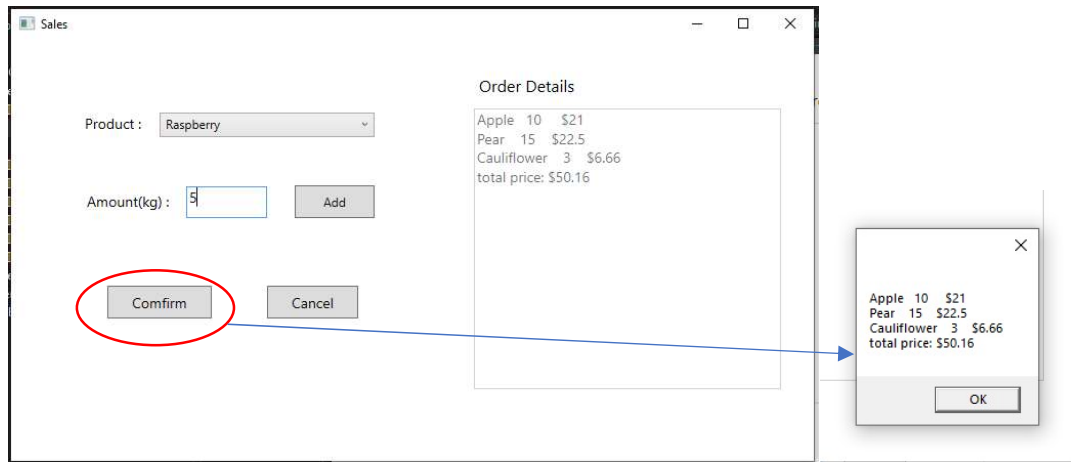 Sales
Order Details
Product :
Raspberry
Apple 10 $21
Pear 15 $22.5
Cauliflower 3 $6.66
total price: $50.16
Amount(kg) :
5
Add
Comfirm
Cancel
Apple 10 $21
Pear 15 $22.5
Cauliflower 3 $6.66
total price: $50.16
OK